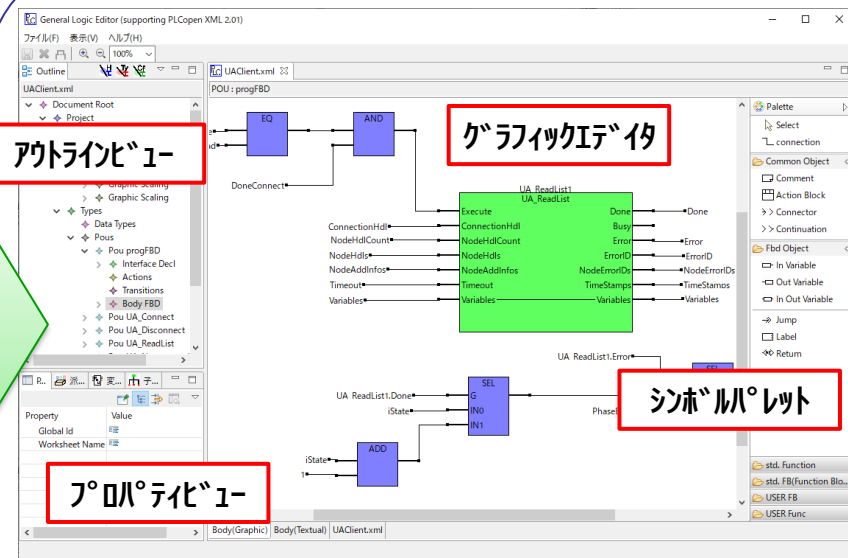 General Logic Editor (supporting PLCopen XML 2.01)
ファイル(F) 表示(V) ヘルプ(H)
100%
Outline
UAClient.xml
Document Root
Project
アウトラインビュー
Graphic Scaling
Graphic Scaling
Types
Data Types
Pous
Pou progFBD
Interface Decl
Actions
Transitions
Body FBD
Pou UA_Connect
Pou UA_Disconnect
Pou UA_ReadList
P... 派... 変... 子...
Property Value
Global Id
Worksheet Name
プロパティビュー
UAClient.xml
POU : progFBD
グラフィックエディタ
EQ
AND
DoneConnect
UA_ReadList1
UA_ReadList
Execute Done Done
ConnectionHdl ConnectionHdl Busy
NodeHdlCount NodeHdlCount Error Error
NodeHdls NodeHdls ErrorID ErrorID
NodeAddInfos NodeAddInfos NodeErrorIDs NodeErrorIDs
Timeout Timeout TimeStamps TimeStamps
Variables Variables Variables Variables
UA_ReadList1.Error
SEL
SEL
UA_ReadList1.Done G
iState IN0
IN1
ADD
iState
1
シンボルパレット
Body(Graphic) Body(Textual) UAClient.xml
Palette
Select
connection
Common Object
Comment
Action Block
Connector
Continuation
Fbd Object
In Variable
Out Variable
In Out Variable
Jump
Label
Return
std. Function
std. FB(Function Blo...
USER FB
USER Func